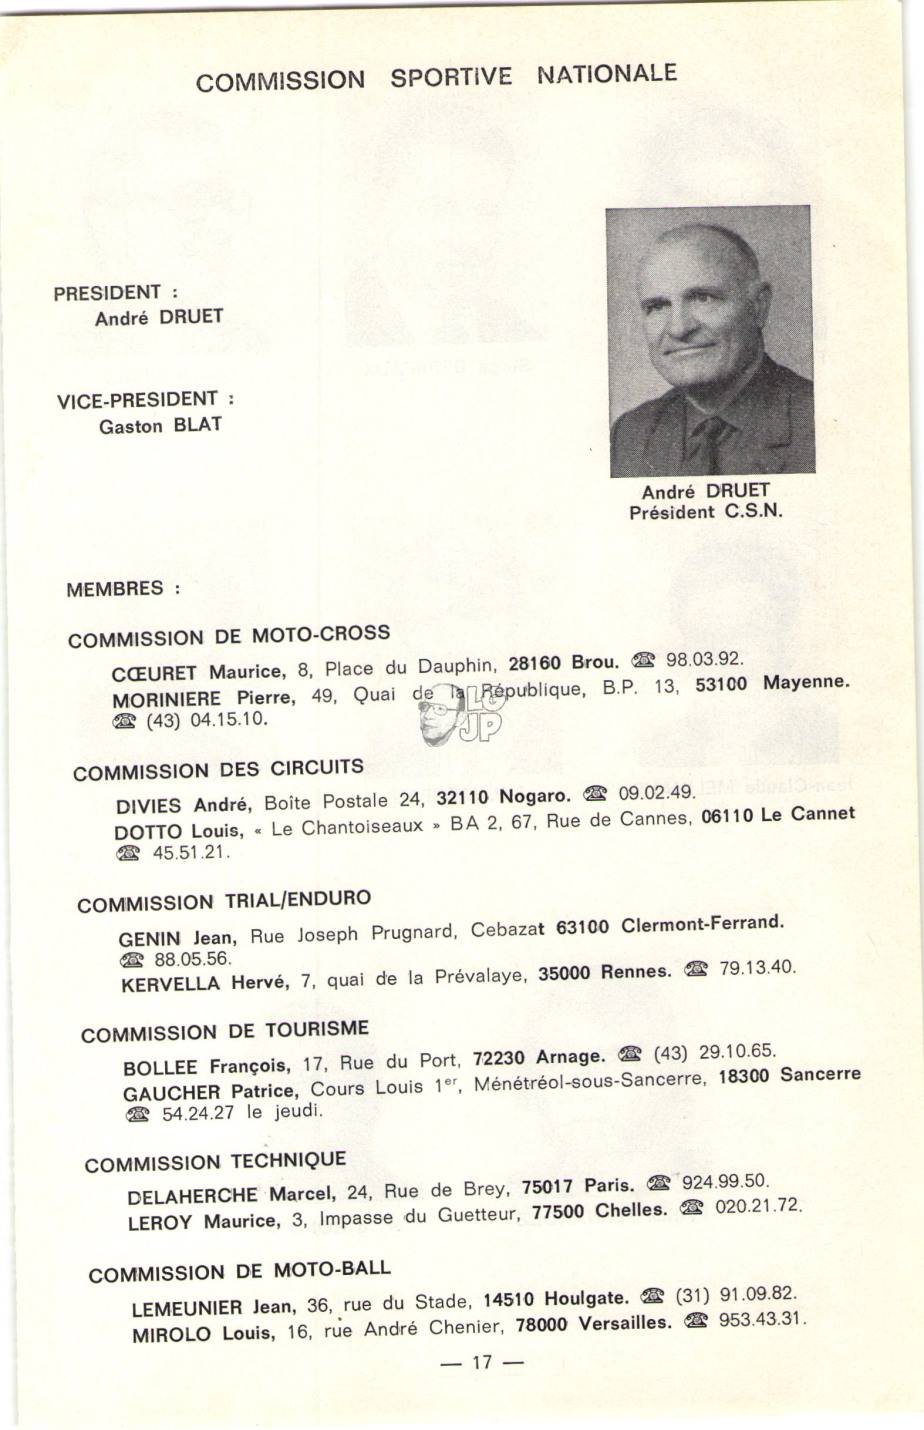 COMMISSION SPORTIVE NATIONALE
PRESIDENT :
André DRUET
VICE-PRESIDENT :
Gaston BLAT
André DRUET
Président C.S.N.
MEMBRES :
COMMISSION DE MOTO-CROSS
CŒURET Maurice, 8, Place du Dauphin, 28160 Brou. ☎ 98.03.92.
MORINIERE Pierre, 49, Quai de la République, B.P. 13, 53100 Mayenne.
☎ (43) 04.15.10.
LG
JP
COMMISSION DES CIRCUITS
DIVIES André, Boîte Postale 24, 32110 Nogaro. ☎ 09.02.49.
DOTTO Louis, « Le Chantoiseaux » BA 2, 67, Rue de Cannes, 06110 Le Cannet
☎ 45.51.21.
COMMISSION TRIAL/ENDURO
GENIN Jean, Rue Joseph Prugnard, Cebazat 63100 Clermont-Ferrand.
☎ 88.05.56.
KERVELLA Hervé, 7, quai de la Prévalaye, 35000 Rennes. ☎ 79.13.40.
COMMISSION DE TOURISME
BOLLEE François, 17, Rue du Port, 72230 Arnage. ☎ (43) 29.10.65.
GAUCHER Patrice, Cours Louis 1er, Ménétréol-sous-Sancerre, 18300 Sancerre
☎ 54.24.27 le jeudi.
COMMISSION TECHNIQUE
DELAHERCHE Marcel, 24, Rue de Brey, 75017 Paris. ☎ 924.99.50.
LEROY Maurice, 3, Impasse du Guetteur, 77500 Chelles. ☎ 020.21.72.
COMMISSION DE MOTO-BALL
LEMEUNIER Jean, 36, rue du Stade, 14510 Houlgate. ☎ (31) 91.09.82.
MIROLO Louis, 16, rue André Chenier, 78000 Versailles. ☎ 953.43.31.
— 17 —